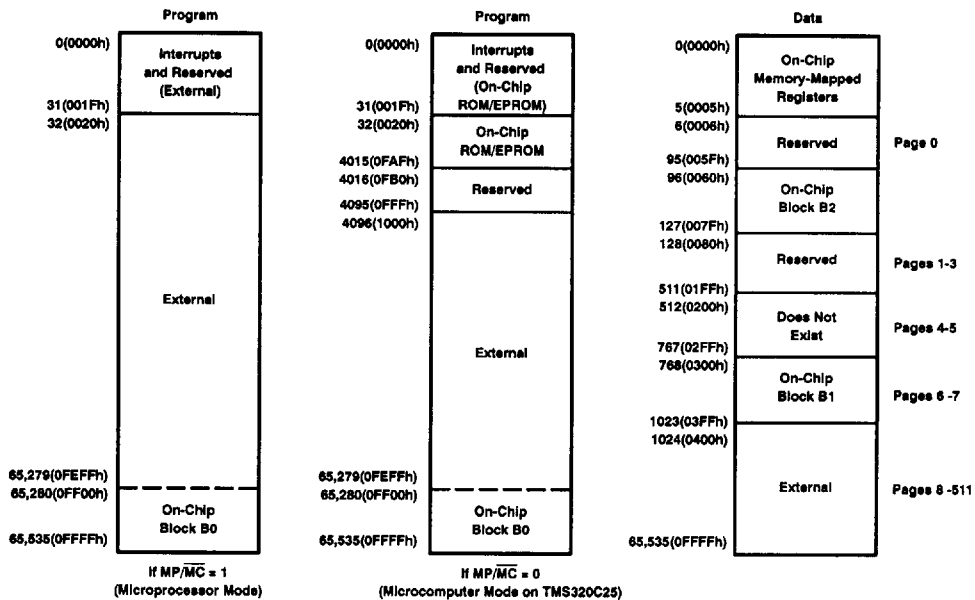 Program
0(0000h)
Interrupts
and Reserved
(External)
31(001Fh)
32(0020h)
External
65,279(0FEFFh)
65,280(0FF00h)
On-Chip
Block B0
65,535(0FFFFh)
If MP/M̅C̅ = 1
(Microprocessor Mode)
Program
0(0000h)
Interrupts
and Reserved
(On-Chip
ROM/EPROM)
31(001Fh)
32(0020h)
On-Chip
ROM/EPROM
4015(0FAFh)
4016(0FB0h)
Reserved
4095(0FFFh)
4096(1000h)
External
65,279(0FEFFh)
65,280(0FF00h)
On-Chip
Block B0
65,535(0FFFFh)
If MP/M̅C̅ = 0
(Microcomputer Mode on TMS320C25)
Data
0(0000h)
On-Chip
Memory-Mapped
Registers
5(0005h)
6(0006h)
Reserved
Page 0
95(005Fh)
96(0060h)
On-Chip
Block B2
127(007Fh)
128(0080h)
Reserved
Pages 1-3
511(01FFh)
512(0200h)
Does Not
Exist
Pages 4-5
767(02FFh)
768(0300h)
On-Chip
Block B1
Pages 6 -7
1023(03FFh)
1024(0400h)
External
Pages 8 -511
65,535(0FFFFh)